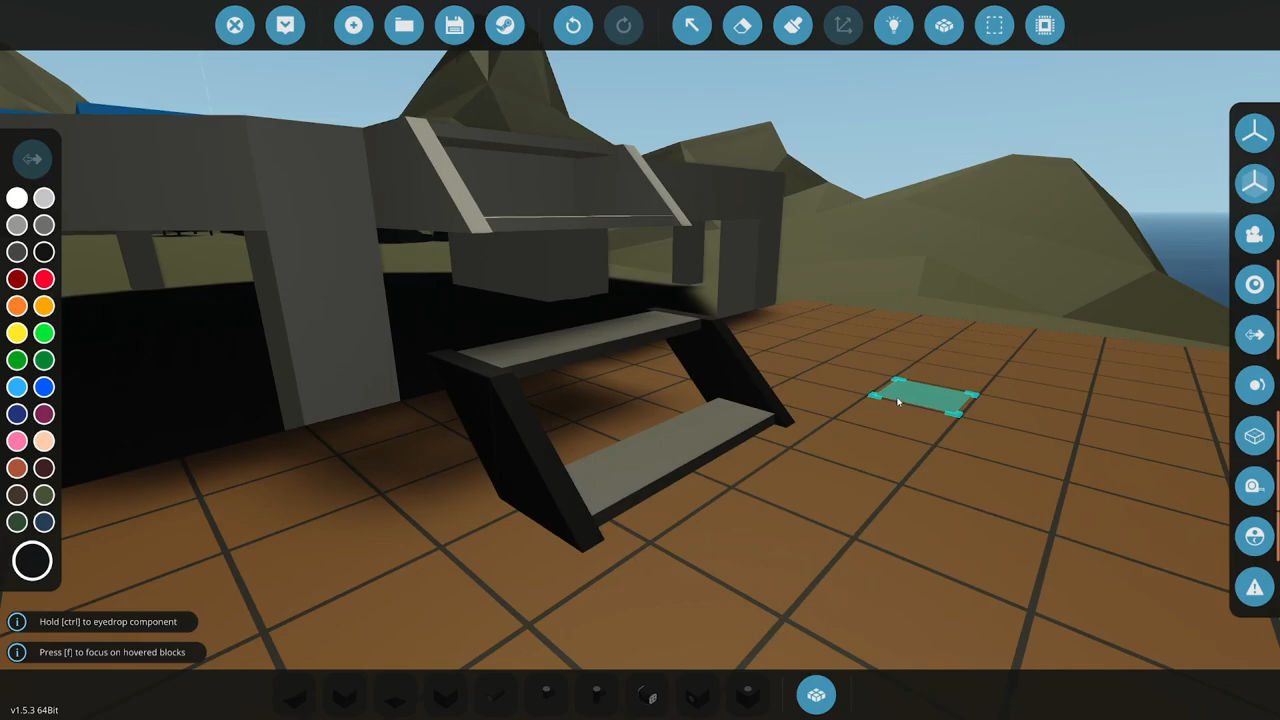 Hold [ctrl] to eyedrop component
Press [f] to focus on hovered blocks
v1.5.3 64Bit